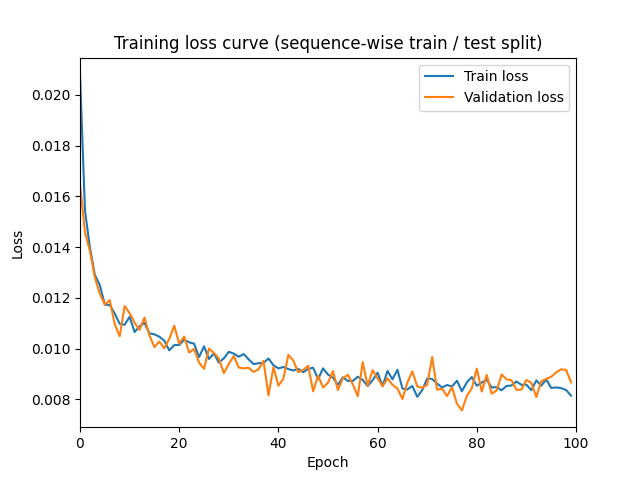 Training loss curve (sequence-wise train / test split)
Train loss
Validation loss
0.020
0.018
0.016
0.014
0.012
0.010
0.008
Loss
0
20
40
60
80
100
Epoch